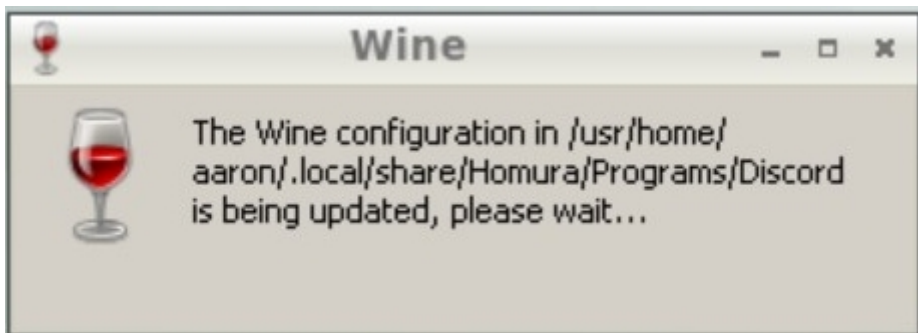 Wine
The Wine configuration in /usr/home/
aaron/.local/share/Homura/Programs/Discord
is being updated, please wait...